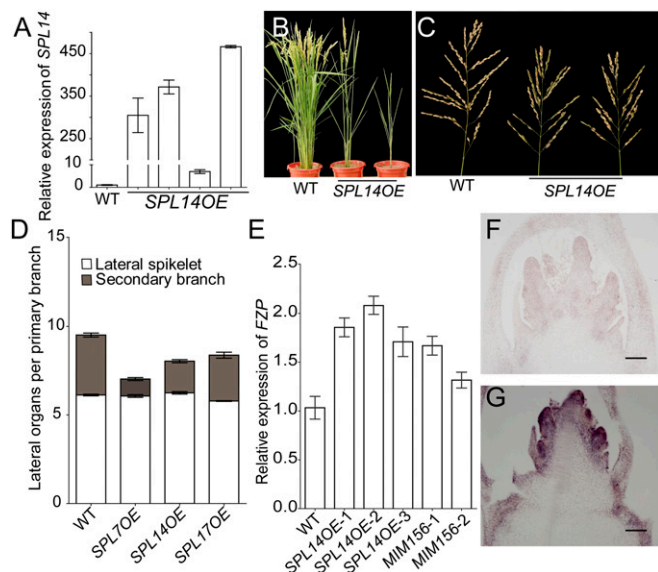 A
Relative expression of SPL14
450
350
250
10
0
WT
SPL14OE
B
WT
SPL14OE
C
WT
SPL14OE
D
Lateral organs per primary branch
15
10
5
0
Lateral spikelet
Secondary branch
WT
SPL7OE
SPL14OE
SPL17OE
E
Relative expression of FZP
2.5
2.0
1.5
1.0
0.5
0.0
WT
SPL14OE-1
SPL14OE-2
SPL14OE-3
MIM156-1
MIM156-2
F
G